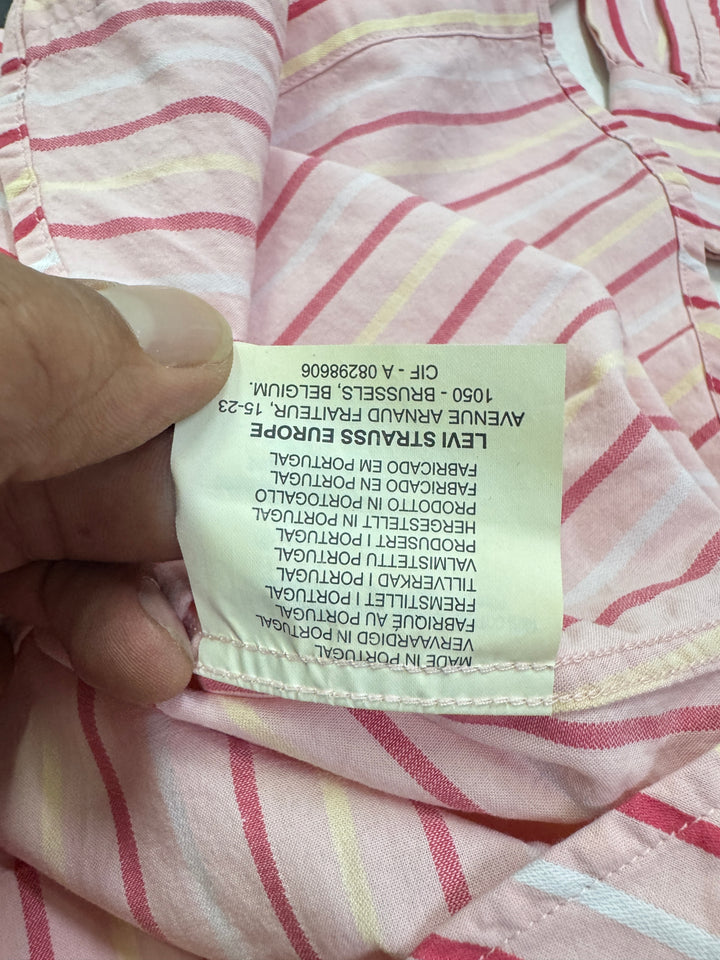 MADE IN PORTUGAL
VERVAARDIGD IN PORTUGAL
FABRIQUÉ AU PORTUGAL
FREMSTILLET I PORTUGAL
TILLVERKAD I PORTUGAL
VALMISTETTU PORTUGAL
PRODUSERT I PORTUGAL
HERGESTELLT IN PORTUGAL
PRODOTTO IN PORTOGALLO
FABRICADO EN PORTUGAL
FABRICADO EM PORTUGAL
LEVI STRAUSS EUROPE
AVENUE ARNAUD FRAITEUR, 15-23
1050 - BRUSSELS, BELGIUM.
CIF - A 08298606